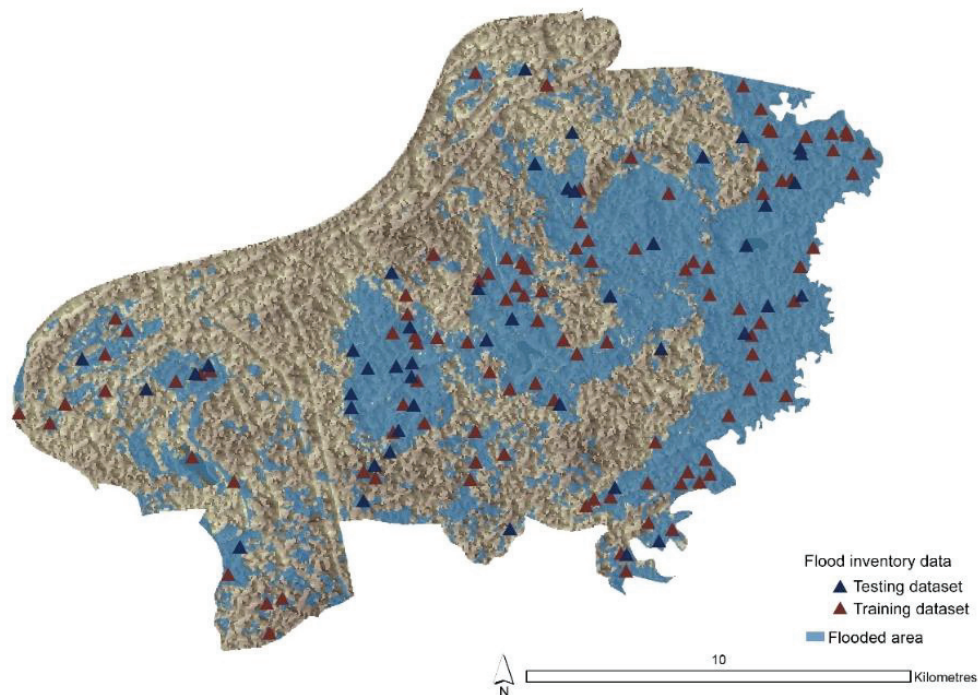 Flood inventory data
Testing dataset
Training dataset
Flooded area
10
Kilometres
N